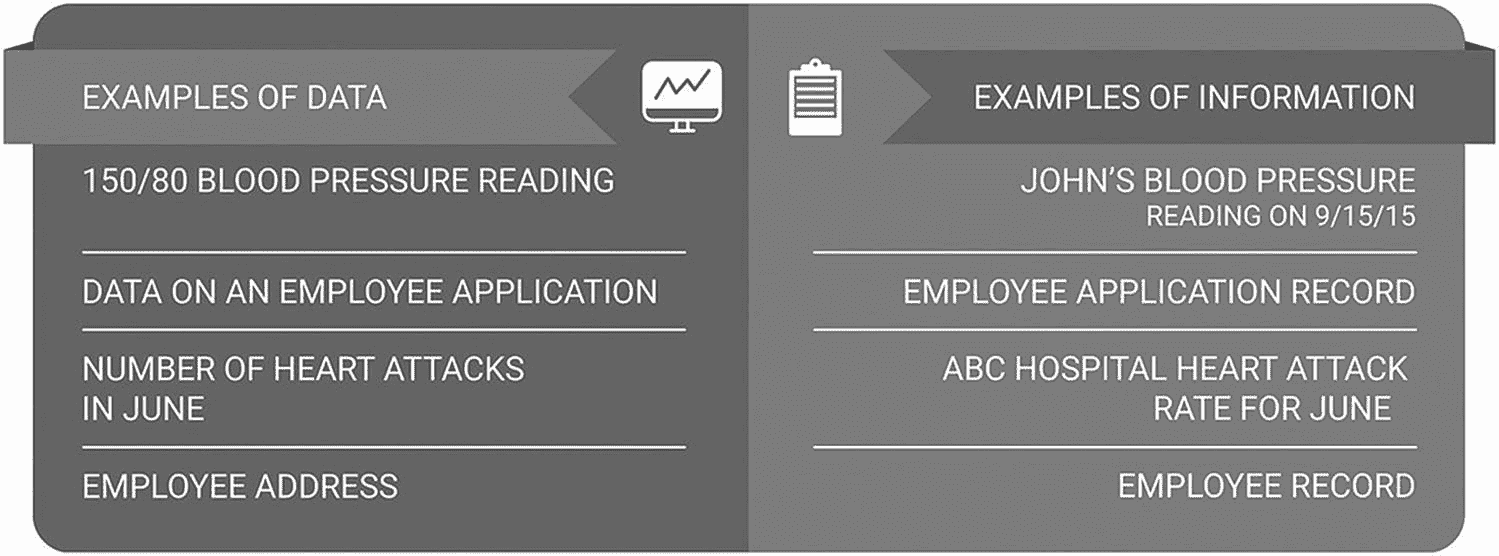 EXAMPLES OF DATA
150/80 BLOOD PRESSURE READING
DATA ON AN EMPLOYEE APPLICATION
NUMBER OF HEART ATTACKS
IN JUNE
EMPLOYEE ADDRESS
EXAMPLES OF INFORMATION
JOHN’S BLOOD PRESSURE
READING ON 9/15/15
EMPLOYEE APPLICATION RECORD
ABC HOSPITAL HEART ATTACK
RATE FOR JUNE
EMPLOYEE RECORD